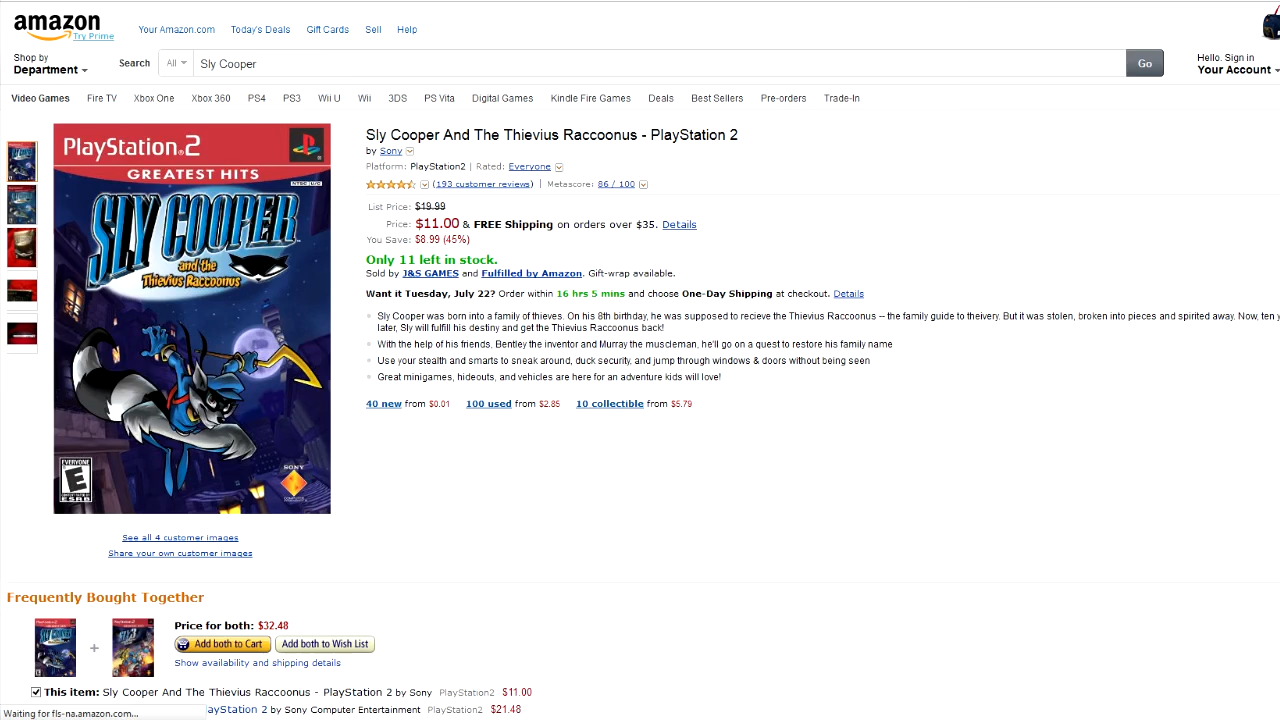 amazon
Try Prime
Your Amazon.com Today's Deals Gift Cards Sell Help
Shop by
Department
Search All Sly Cooper Go
Hello. Sign in
Your Account
Video Games Fire TV Xbox One Xbox 360 PS4 PS3 Wii U Wii 3DS PS Vita Digital Games Kindle Fire Games Deals Best Sellers Pre-orders Trade-In
PlayStation.2
GREATEST HITS
SLY COOPER
and the
Thievius Raccoonus
EVERYONE
E
ESRB
SONY
See all 4 customer images
Share your own customer images
Sly Cooper And The Thievius Raccoonus - PlayStation 2
by Sony
Platform: PlayStation2 | Rated: Everyone
(193 customer reviews) | Metascore: 86 / 100
List Price: $19.99
Price: $11.00 & FREE Shipping on orders over $35. Details
You Save: $8.99 (45%)
Only 11 left in stock.
Sold by J&S GAMES and Fulfilled by Amazon. Gift-wrap available.
Want it Tuesday, July 22? Order within 16 hrs 5 mins and choose One-Day Shipping at checkout. Details
Sly Cooper was born into a family of thieves. On his 8th birthday, he was supposed to recieve the Thievius Raccoonus -- the family guide to theivery. But it was stolen, broken into pieces and spirited away. Now, ten
later, Sly will fulfill his destiny and get the Thievius Raccoonus back!
With the help of his friends, Bentley the inventor and Murray the muscleman, he'll go on a quest to restore his family name
Use your stealth and smarts to sneak around, duck security, and jump through windows & doors without being seen
Great minigames, hideouts, and vehicles are here for an adventure kids will love!
40 new from $0.01 100 used from $2.85 10 collectible from $5.79
Frequently Bought Together
Price for both: $32.48
Add both to Cart Add both to Wish List
Show availability and shipping details
This item: Sly Cooper And The Thievius Raccoonus - PlayStation 2 by Sony PlayStation2 $11.00
ayStation 2 by Sony Computer Entertainment PlayStation2 $21.48
Waiting for fls-na.amazon.com...